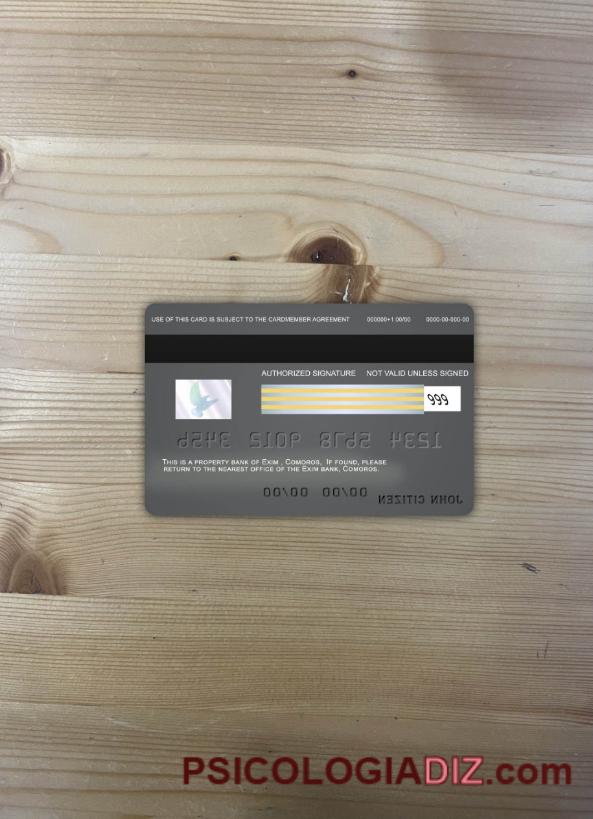 USE OF THIS CARD IS SUBJECT TO THE CARDMEMBER AGREEMENT 000000+1 00/00 0000-00-000-00
AUTHORIZED SIGNATURE NOT VALID UNLESS SIGNED
999
1234 5678 9012 3456
THIS IS A PROPERTY BANK OF EXIM , COMOROS, IF FOUND, PLEASE
RETURN TO THE NEAREST OFFICE OF THE EXIM BANK, COMOROS.
00/00 00/00
JOHN CITIZEN
PSICOLOGIADIZ.com